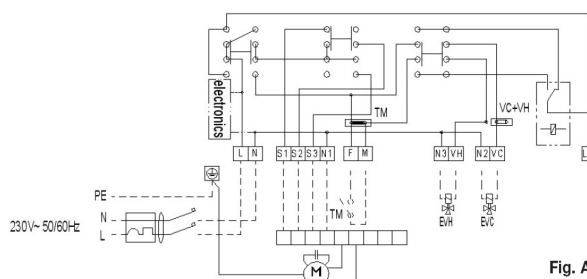 electronics
TM
VC+VH
L N S1 S2 S3 N1 F M N3 VH N2 VC L
PE
TM
EVH EVC
N
230V~ 50/60Hz
L
M
Fig. A